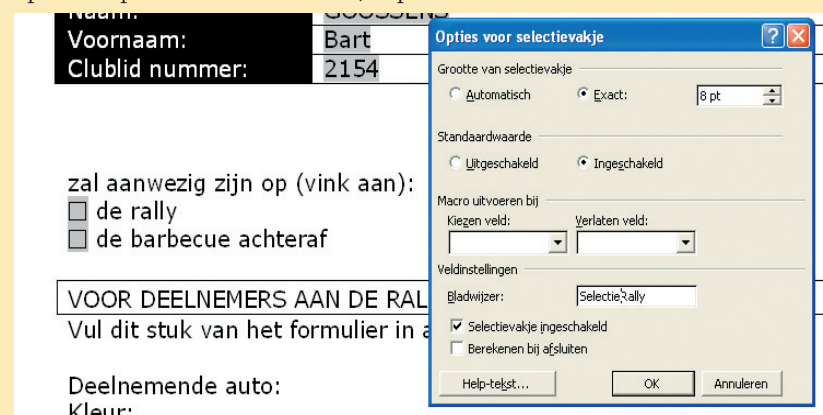 Naam: GOOSSENS
Voornaam: Bart
Clublid nummer: 2154
zal aanwezig zijn op (vink aan):
de rally
de barbecue achteraf
VOOR DEELNEMERS AAN DE RAL
Vul dit stuk van het formulier in a
Deelnemende auto:
Kleur:
Opties voor selectievakje
Grootte van selectievakje
Automatisch Exact: 8 pt
Standaardwaarde
Uitgeschakeld Ingeschakeld
Macro uitvoeren bij
Kiezen veld: Verlaten veld:
Veldinstellingen
Bladwijzer: SelectieRally
Selectievakje ingeschakeld
Berekenen bij afsluiten
Help-tekst... OK Annuleren